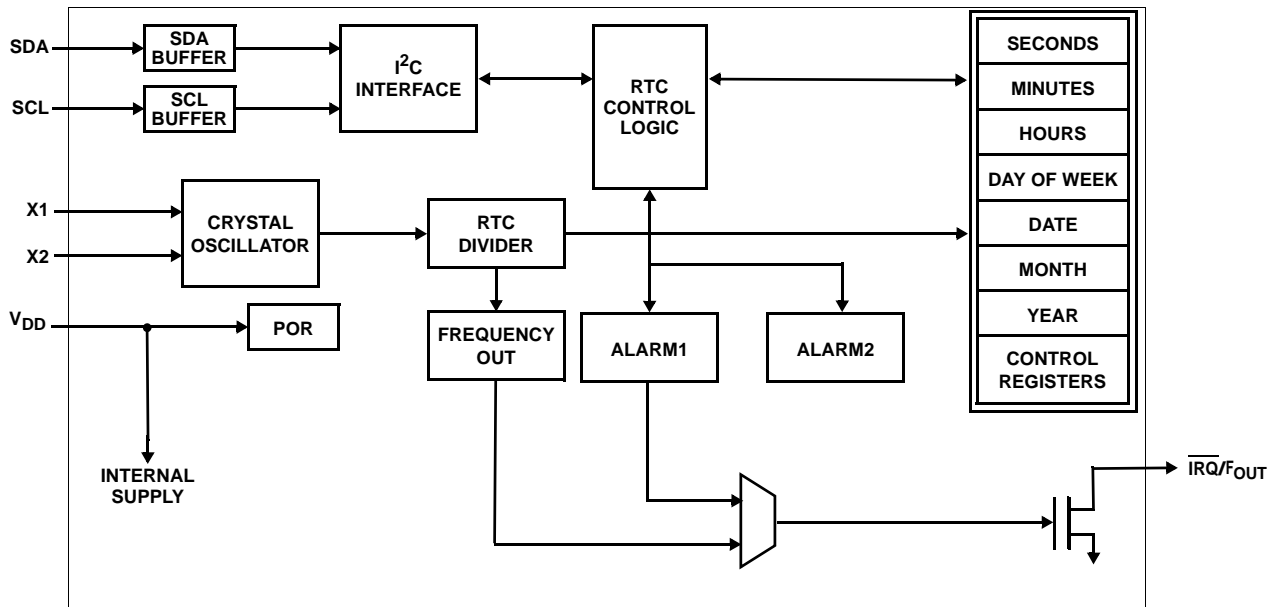 SDA
SDA
BUFFER
I²C
INTERFACE
SCL
SCL
BUFFER
RTC
CONTROL
LOGIC
SECONDS
MINUTES
HOURS
DAY OF WEEK
DATE
MONTH
YEAR
CONTROL
REGISTERS
X1
X2
CRYSTAL
OSCILLATOR
RTC
DIVIDER
VDD
POR
FREQUENCY
OUT
ALARM1
ALARM2
INTERNAL
SUPPLY
I̅R̅Q̅/FOUT